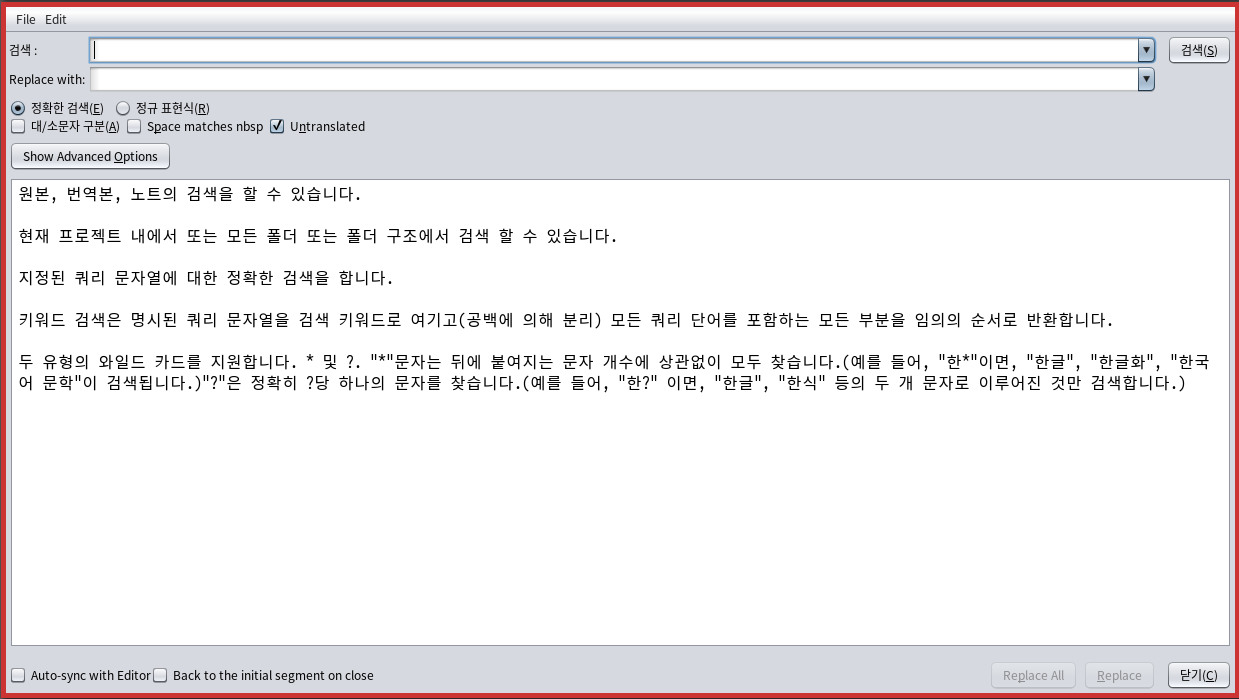 File Edit
검색 :
검색(S)
Replace with:
정확한 검색(E) 정규 표현식(R)
대/소문자 구분(A) Space matches nbsp Untranslated
Show Advanced Options
원본, 번역본, 노트의 검색을 할 수 있습니다.
현재 프로젝트 내에서 또는 모든 폴더 또는 폴더 구조에서 검색 할 수 있습니다.
지정된 쿼리 문자열에 대한 정확한 검색을 합니다.
키워드 검색은 명시된 쿼리 문자열을 검색 키워드로 여기고(공백에 의해 분리) 모든 쿼리 단어를 포함하는 모든 부분을 임의의 순서로 반환합니다.
두 유형의 와일드 카드를 지원합니다. * 및 ?. "*"문자는 뒤에 붙여지는 문자 개수에 상관없이 모두 찾습니다.(예를 들어, "한*"이면, "한글", "한글화", "한국
어 문학"이 검색됩니다.)"?"은 정확히 ?당 하나의 문자를 찾습니다.(예를 들어, "한?" 이면, "한글", "한식" 등의 두 개 문자로 이루어진 것만 검색합니다.)
Auto-sync with Editor Back to the initial segment on close
Replace All Replace 닫기(C)